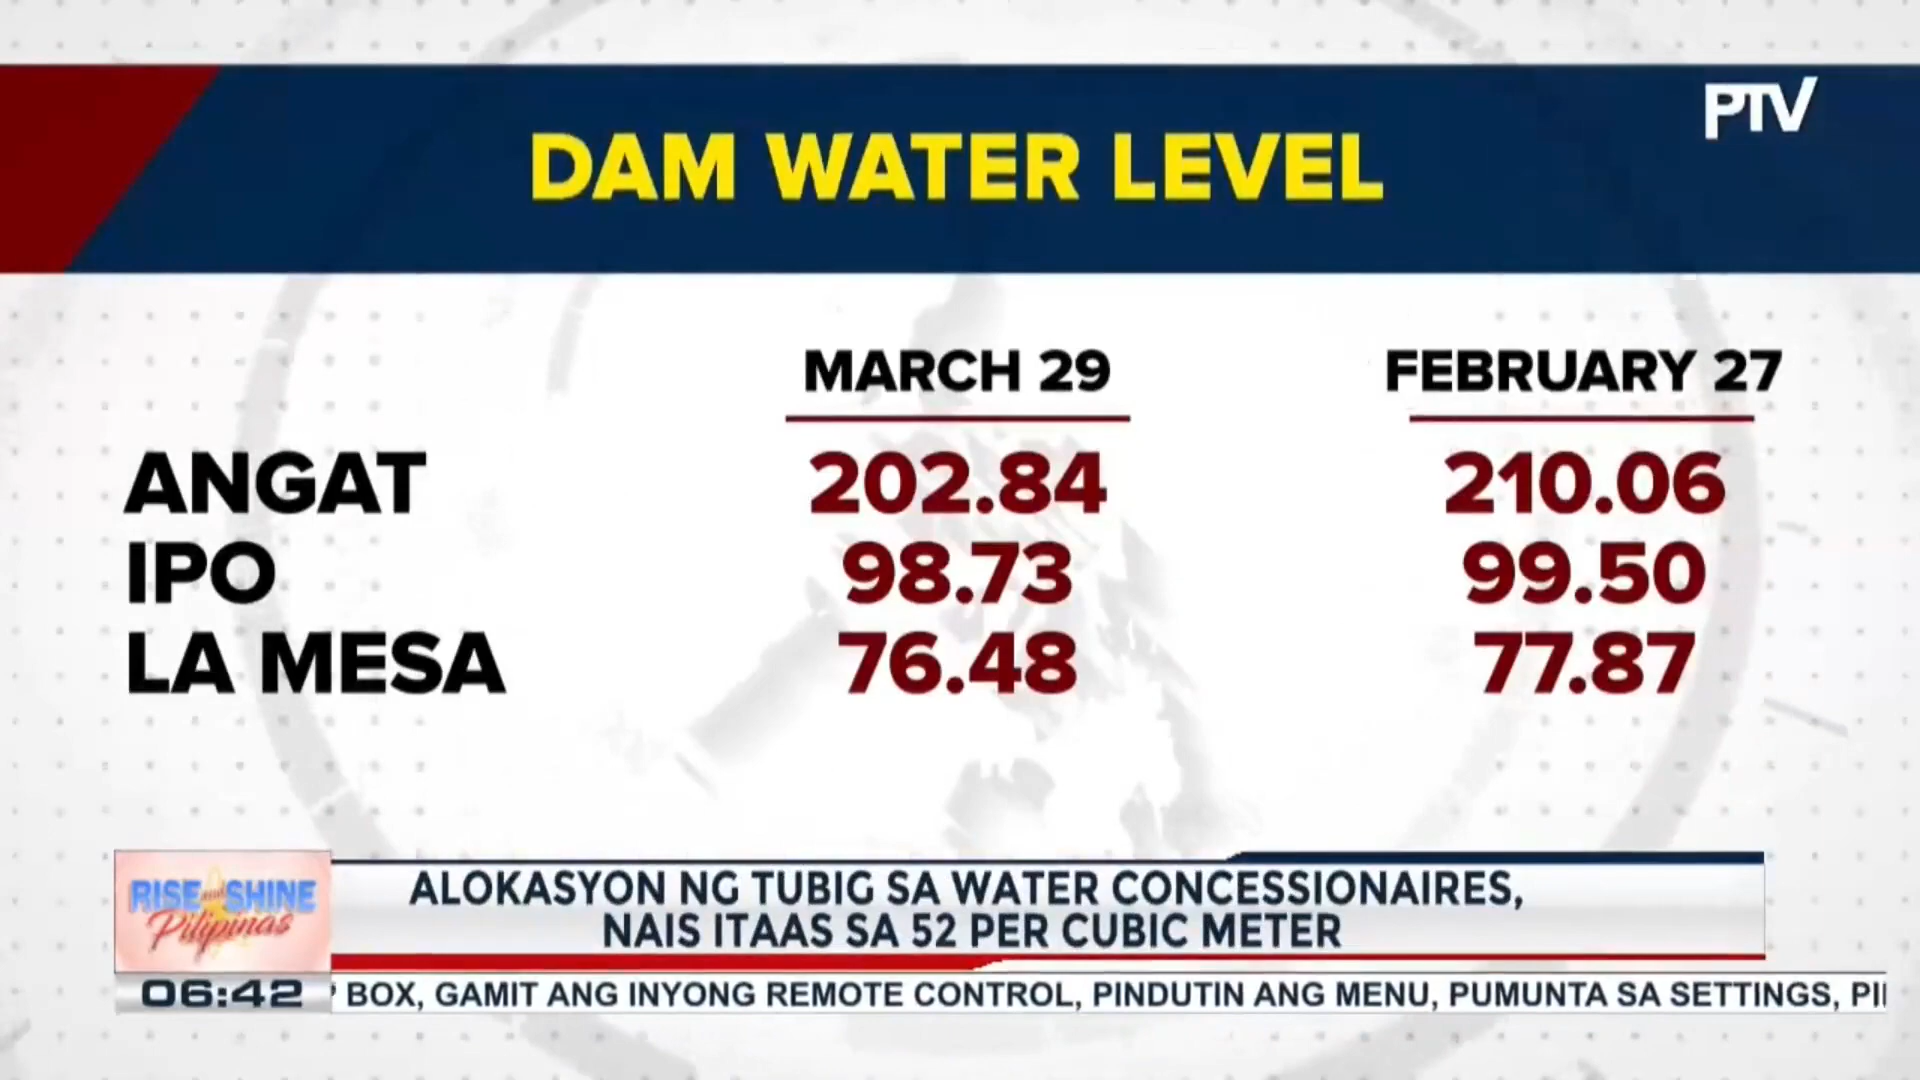 PTV
DAM WATER LEVEL
MARCH 29 FEBRUARY 27
ANGAT 202.84 210.06
IPO 98.73 99.50
LA MESA 76.48 77.87
RISE and SHINE
Pilipinas
ALOKASYON NG TUBIG SA WATER CONCESSIONAIRES,
NAIS ITAAS SA 52 PER CUBIC METER
06:42 BOX, GAMIT ANG INYONG REMOTE CONTROL, PINDUTIN ANG MENU, PUMUNTA SA SETTINGS,